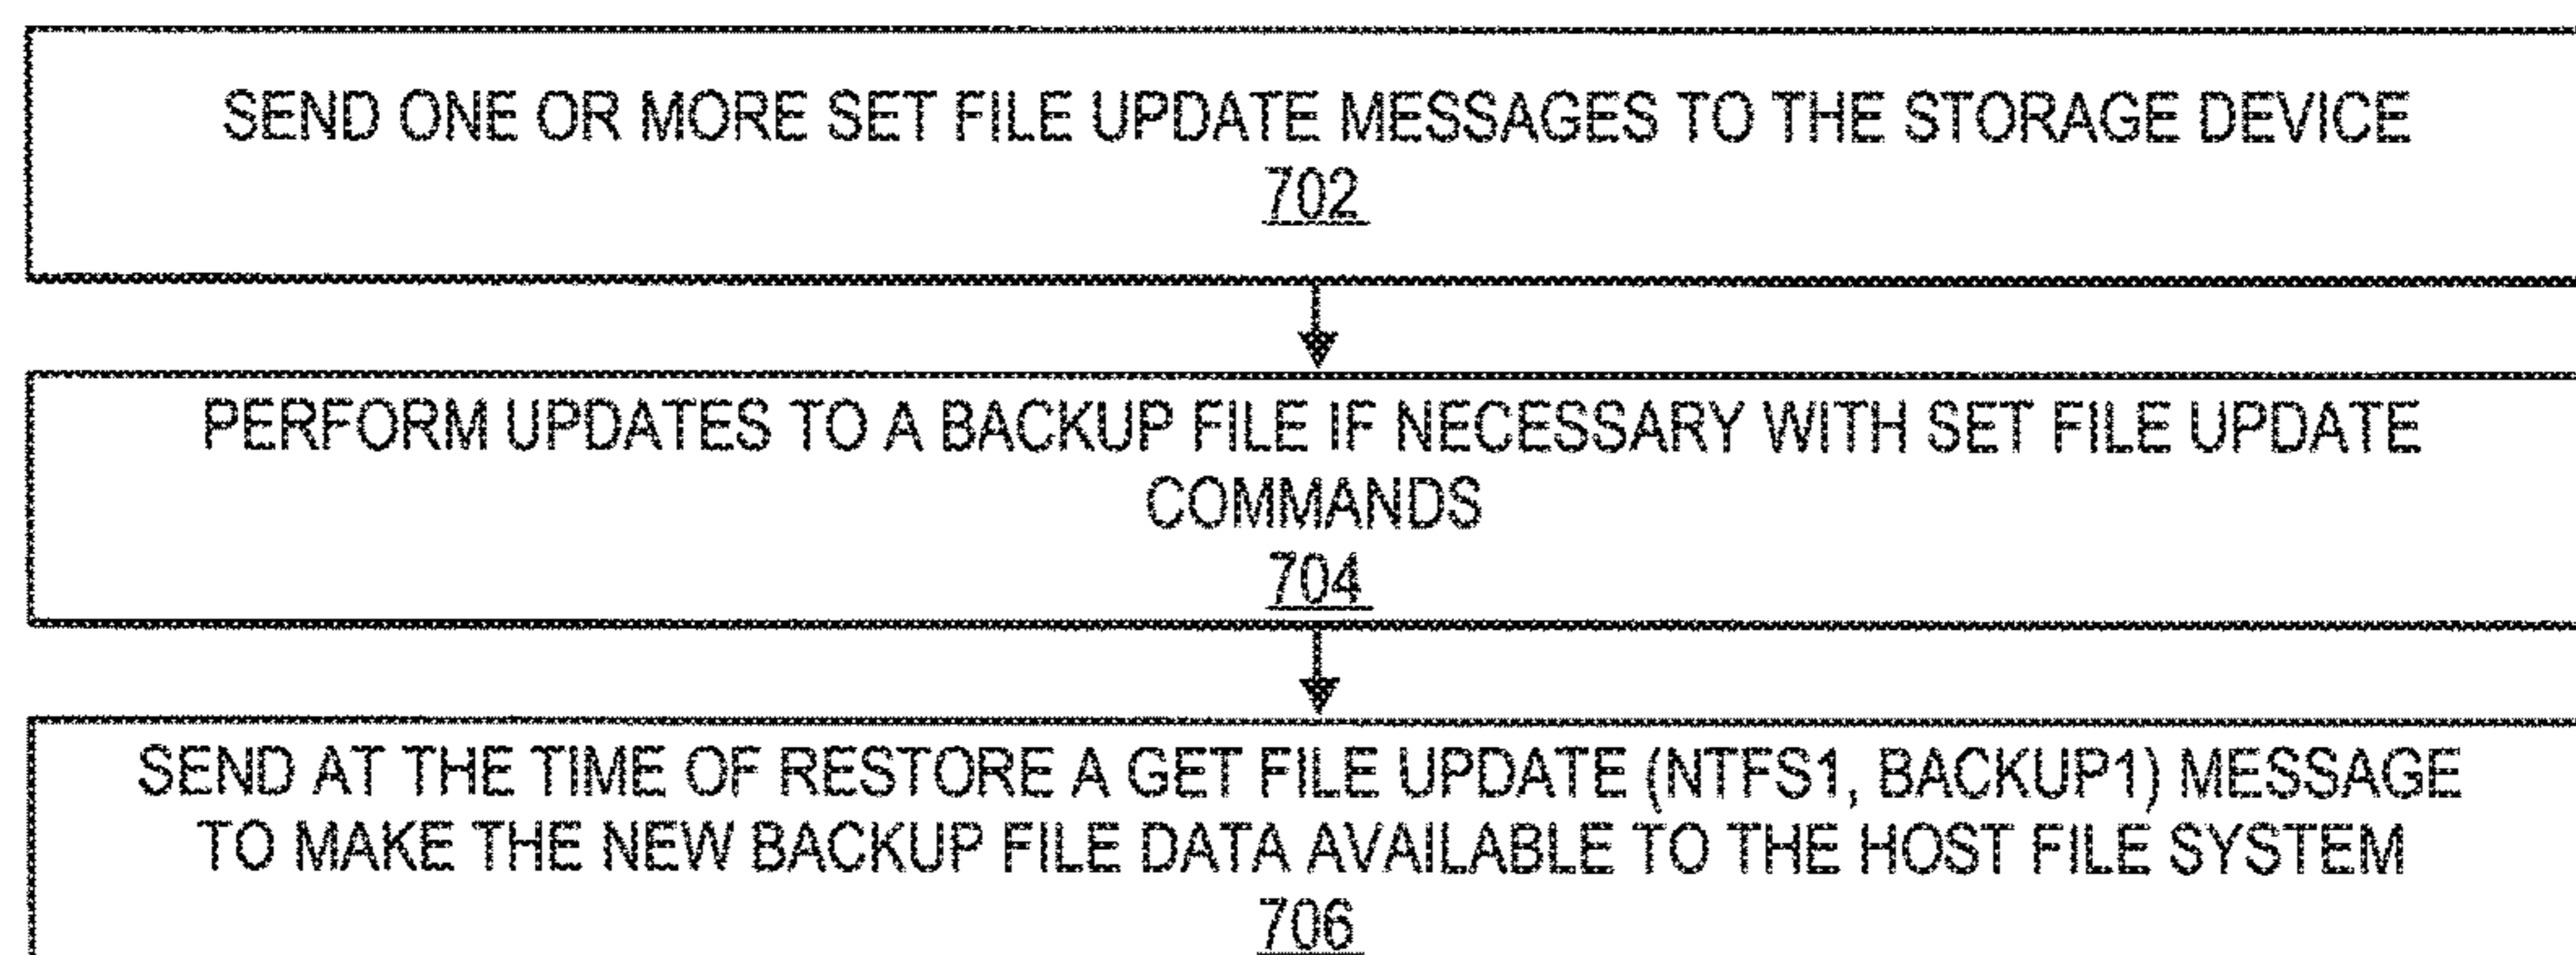 SEND ONE OR MORE SET FILE UPDATE MESSAGES TO THE STORAGE DEVICE
702
PERFORM UPDATES TO A BACKUP FILE IF NECESSARY WITH SET FILE UPDATE
COMMANDS
704
SEND AT THE TIME OF RESTORE A GET FILE UPDATE (NTFS1, BACKUP1) MESSAGE
TO MAKE THE NEW BACKUP FILE DATA AVAILABLE TO THE HOST FILE SYSTEM
706